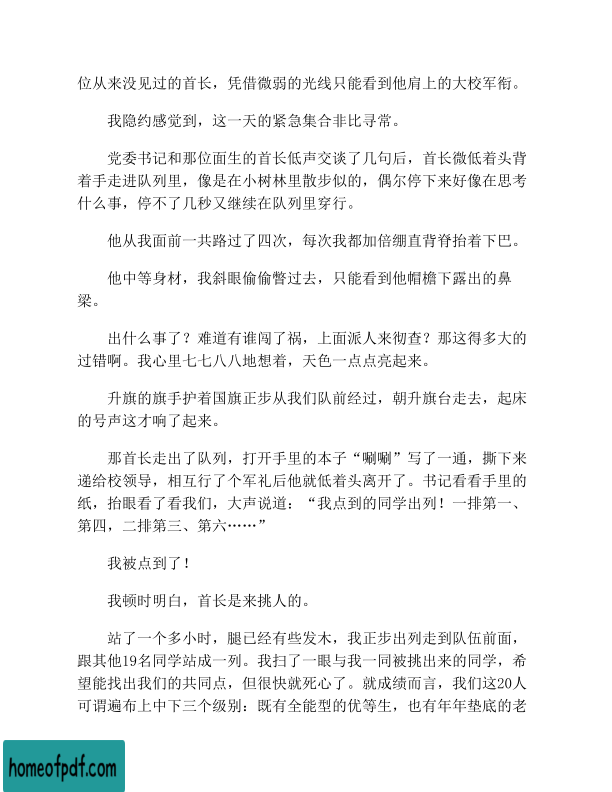 位从来没见过的首长，凭借微弱的光线只能看到他肩上的大校军衔。
我隐约感觉到，这一天的紧急集合非比寻常。
党委书记和那位面生的首长低声交谈了几句后，首长微低着头背
着手走进队列里，像是在小树林里散步似的，偶尔停下来好像在思考
什么事，停不了几秒又继续在队列里穿行。
他从我面前一共路过了四次，每次我都加倍绷直背脊抬着下巴。
他中等身材，我斜眼偷偷瞥过去，只能看到他帽檐下露出的鼻
梁。
出什么事了？难道有谁闯了祸，上面派人来彻查？那这得多大的
过错啊。我心里七七八八地想着，天色一点点亮起来。
升旗的旗手护着国旗正步从我们队前经过，朝升旗台走去，起床
的号声这才响了起来。
那首长走出了队列，打开手里的本子“唰唰”写了一通，撕下来
递给校领导，相互行了个军礼后他就低着头离开了。书记看看手里的
纸，抬眼看了看我们，大声说道：“我点到的同学出列！一排第一、
第四，二排第三、第六……”
我被点到了！
我顿时明白，首长是来挑人的。
站了一个多小时，腿已经有些发木，我正步出列走到队伍前面，
跟其他19名同学站成一列。我扫了一眼与我一同被挑出来的同学，希
望能找出我们的共同点，但很快就死心了。就成绩而言，我们这20人
可谓遍布上中下三个级别：既有全能型的优等生，也有年年垫底的老
homeofpdf.com